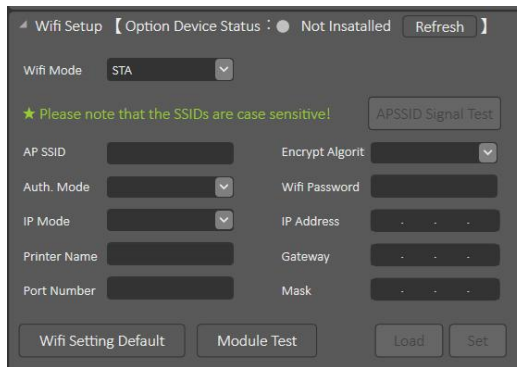 Wifi Setup 【Option Device Status：● Not Insatalled Refresh 】
Wifi Mode STA
★ Please note that the SSIDs are case sensitive! APSSID Signal Test
AP SSID Encrypt Algorit
Auth. Mode Wifi Password
IP Mode IP Address . . .
Printer Name Gateway . . .
Port Number Mask . . .
Wifi Setting Default Module Test Load Set